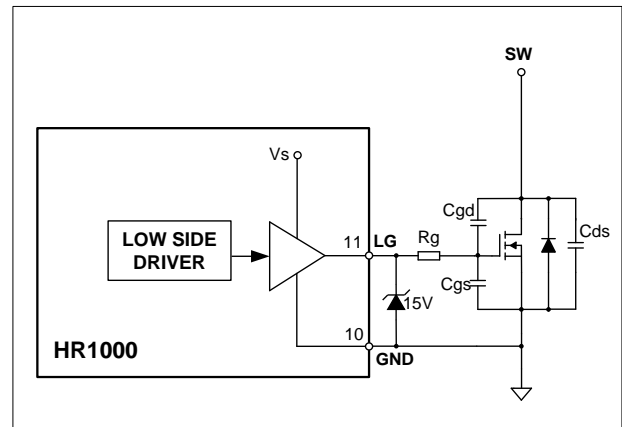 SW
Vs
Cgd
Cds
LOW SIDE
DRIVER
11
LG
Rg
Cgs
15V
10
GND
HR1000